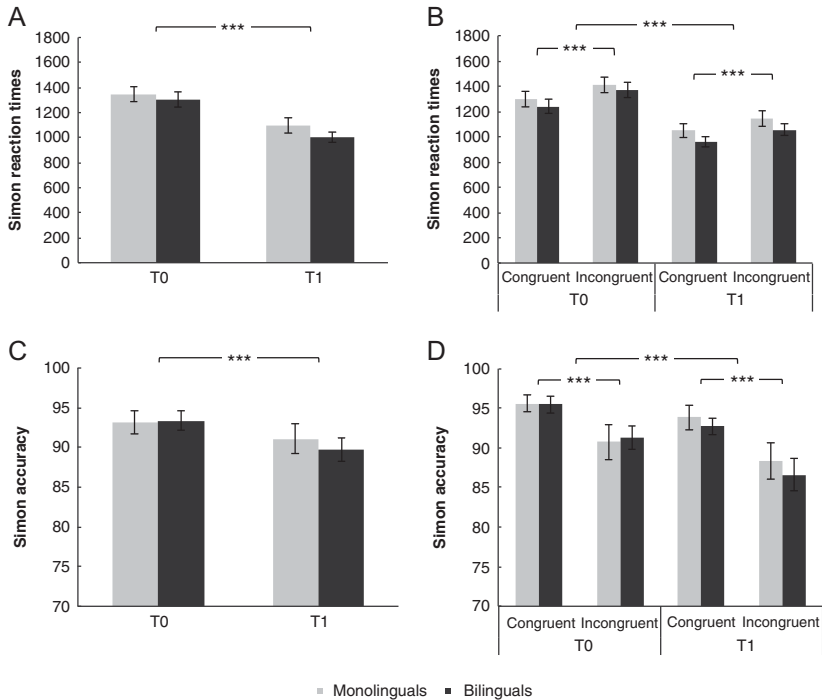 A
Simon reaction times
1800
1600
1400
1200
1000
800
600
400
200
0
***
T0
T1
B
Simon reaction times
1800
1600
1400
1200
1000
800
600
400
200
0
***
***
***
Congruent Incongruent Congruent Incongruent
T0
T1
C
Simon accuracy
100
95
90
85
80
75
70
***
T0
T1
D
Simon accuracy
100
95
90
85
80
75
70
***
***
***
Congruent Incongruent Congruent Incongruent
T0
T1
Monolinguals
Bilinguals